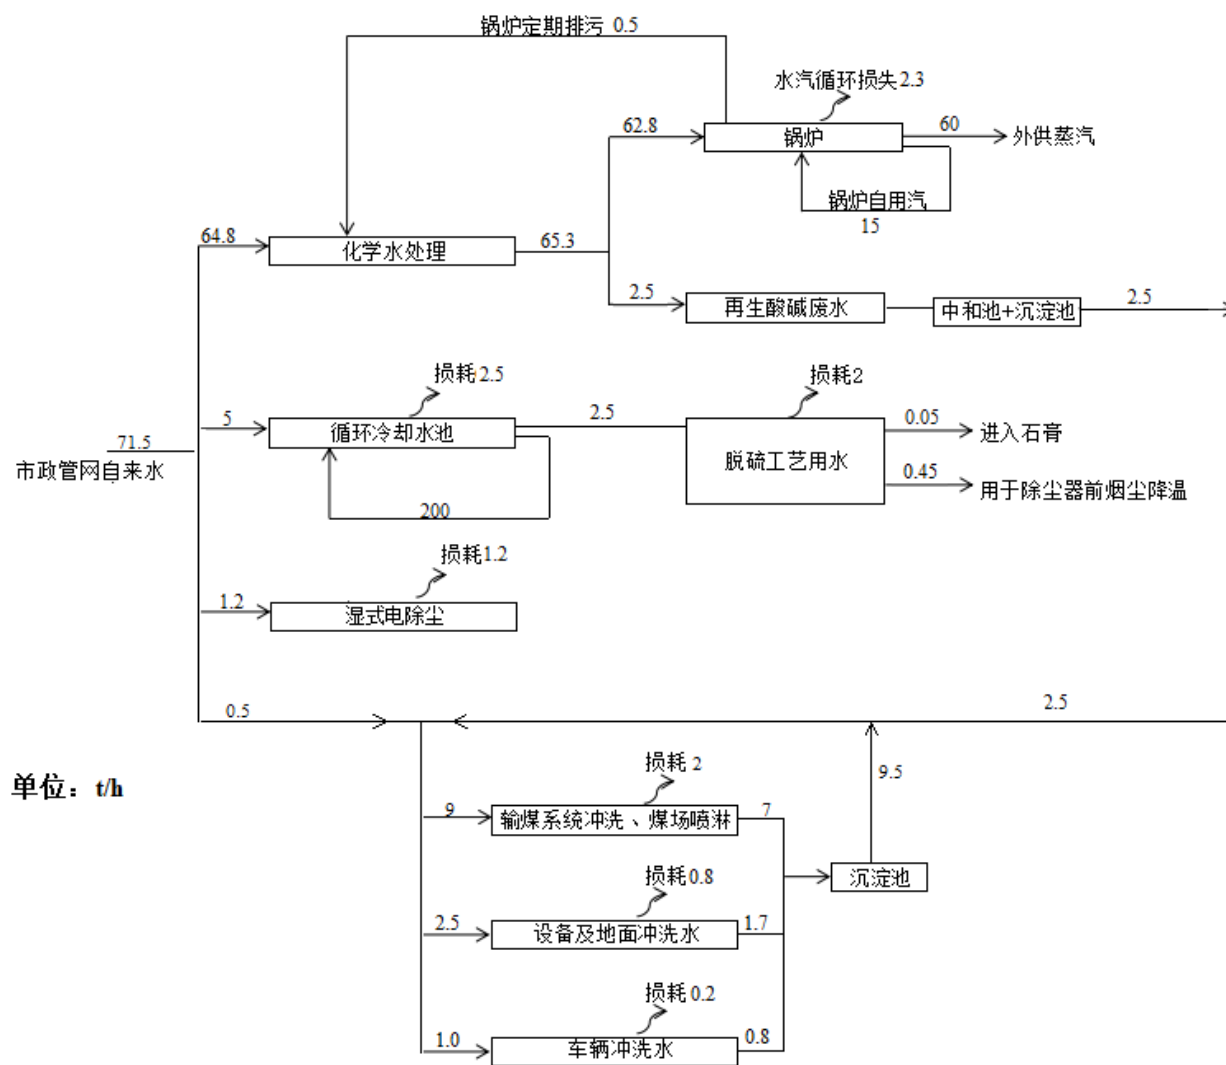 锅炉定期排污 0.5
水汽循环损失2.3
62.8
锅炉
60
外供蒸汽
锅炉自用汽
15
64.8
化学水处理
65.3
2.5
再生酸碱废水
中和池+沉淀池
2.5
损耗 2.5
5
循环冷却水池
2.5
200
损耗2
脱硫工艺用水
0.05
进入石膏
0.45
用于除尘器前烟尘降温
71.5
市政管网自来水
损耗1.2
1.2
湿式电除尘
0.5
2.5
单位：t/h
损耗 2
9
输煤系统冲洗、煤场喷淋
7
9.5
沉淀池
损耗0.8
2.5
设备及地面冲洗水
1.7
损耗0.2
1.0
车辆冲洗水
0.8